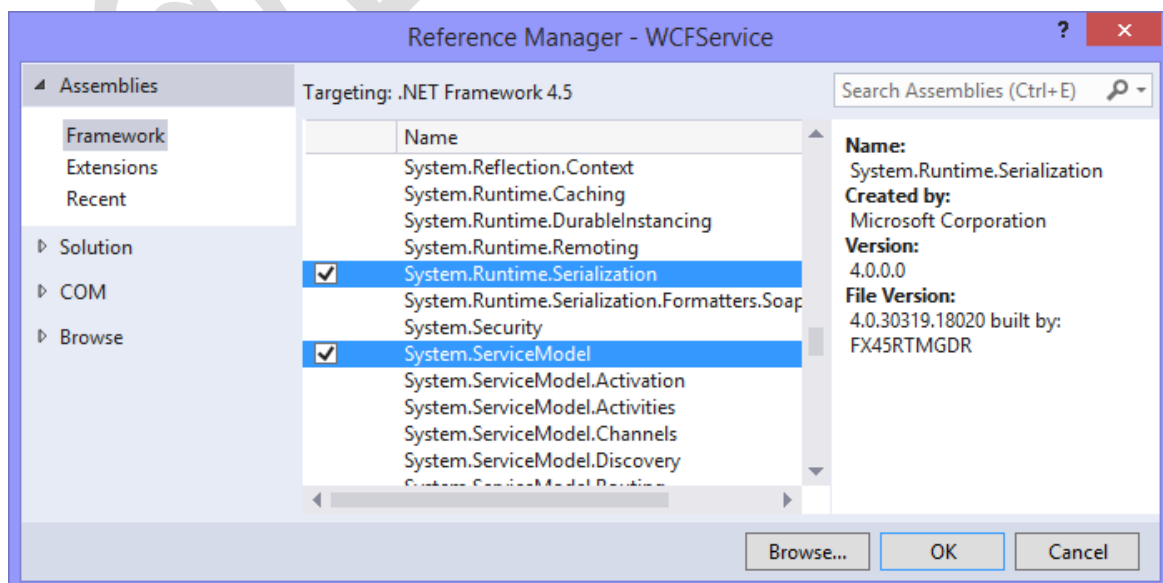 Reference Manager - WCFService
?
Assemblies
Framework
Extensions
Recent
Solution
COM
Browse
Targeting: .NET Framework 4.5
Name
System.Reflection.Context
System.Runtime.Caching
System.Runtime.DurableInstancing
System.Runtime.Remoting
System.Runtime.Serialization
System.Runtime.Serialization.Formatters.Soap
System.Security
System.ServiceModel
System.ServiceModel.Activation
System.ServiceModel.Activities
System.ServiceModel.Channels
System.ServiceModel.Discovery
System.ServiceModel.Routing
Search Assemblies (Ctrl+E)
Name:
System.Runtime.Serialization
Created by:
Microsoft Corporation
Version:
4.0.0.0
File Version:
4.0.30319.18020 built by:
FX45RTMGDR
Browse...
OK
Cancel